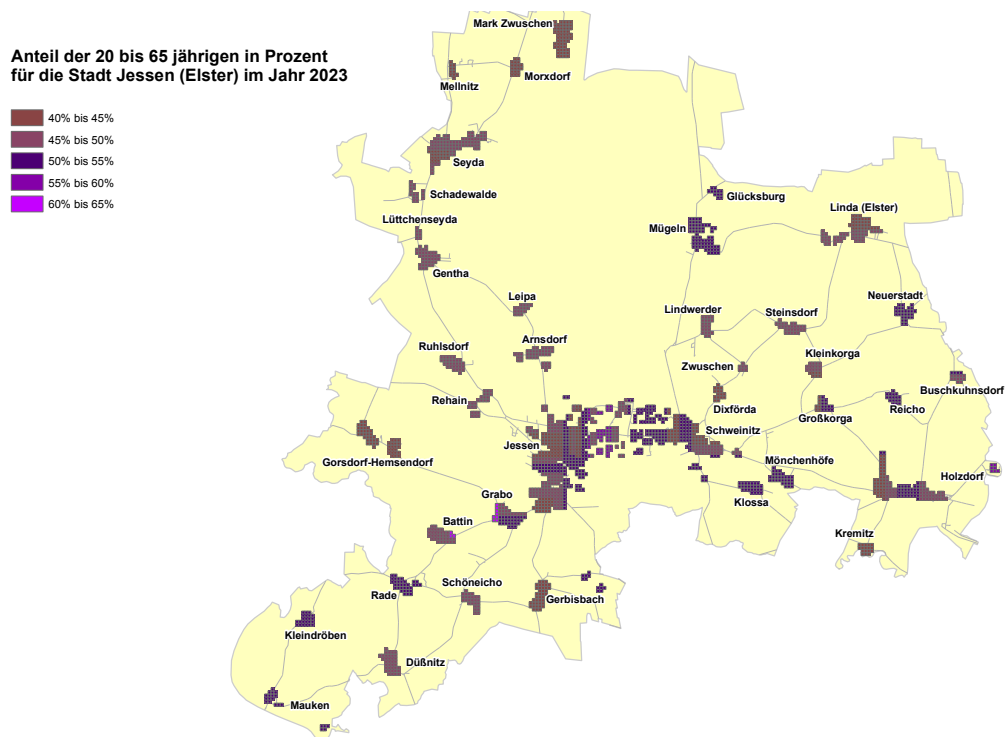 Anteil der 20 bis 65 jährigen in Prozent
für die Stadt Jessen (Elster) im Jahr 2023
40% bis 45%
45% bis 50%
50% bis 55%
55% bis 60%
60% bis 65%
Mark Zwuschen
Morxdorf
Mellnitz
Seyda
Schadewalde
Lüttchenseyda
Gentha
Glücksburg
Linda (Elster)
Mügeln
Leipa
Neuerstadt
Lindwerder
Steinsdorf
Arnsdorf
Ruhlsdorf
Kleinkorga
Zwuschen
Buschkuhnsdorf
Rehain
Dixförda
Reicho
Großkorga
Schweinitz
Jessen
Gorsdorf-Hemsendorf
Mönchenhöfe
Holzdorf
Klossa
Grabo
Battin
Kremitz
Schöneicho
Rade
Gerbisbach
Kleindröben
Düßnitz
Mauken